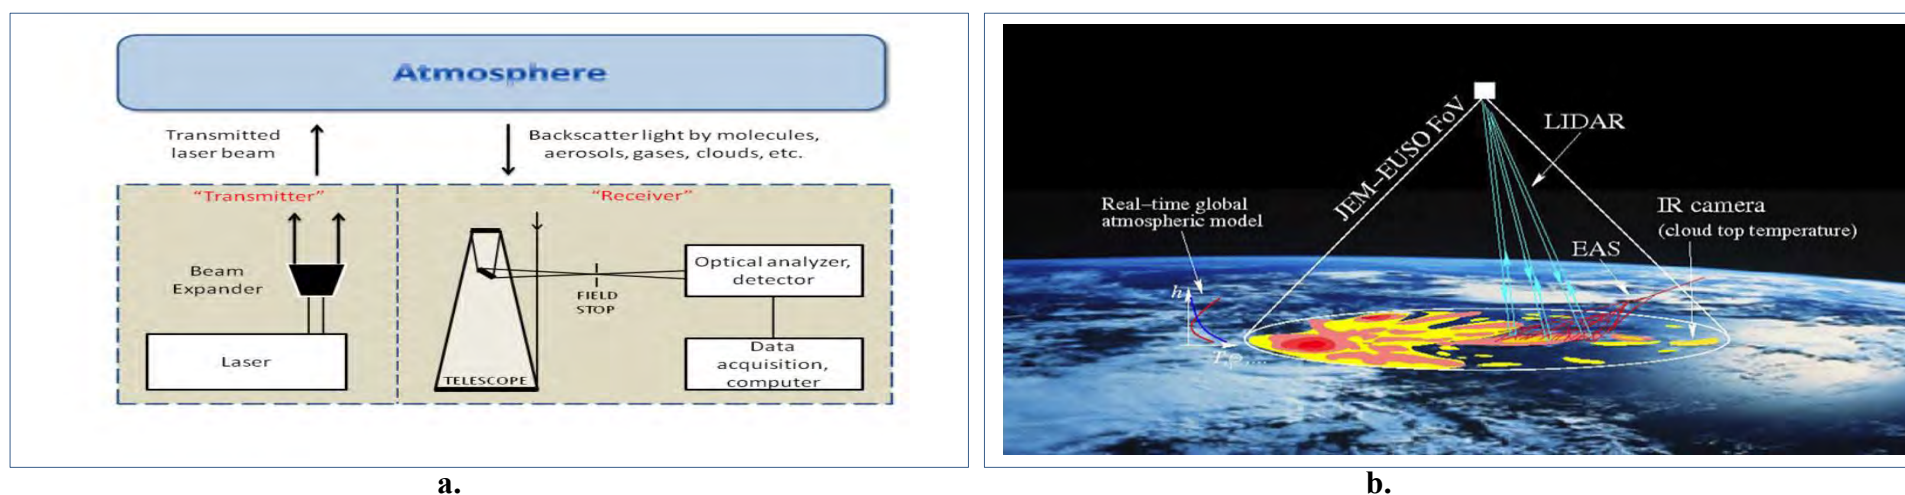 Atmosphere
Transmitted
laser beam
Backscatter light by molecules,
aerosols, gases, clouds, etc.
“Transmitter”
“Receiver”
Beam
Expander
Laser
TELESCOPE
FIELD
STOP
Optical analyzer,
detector
Data
acquisition,
computer
a.
JEM–EUSO FoV
LIDAR
Real–time global
atmospheric model
IR camera
(cloud top temperature)
EAS
h
b.